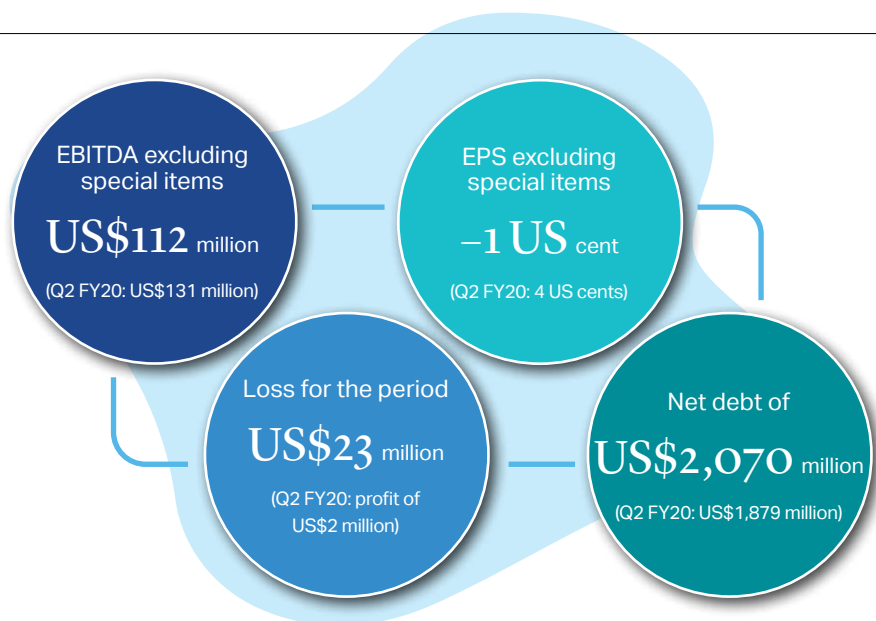 EBITDA excluding
special items
US$112 million
(Q2 FY20: US$131 million)
EPS excluding
special items
–1 US cent
(Q2 FY20: 4 US cents)
Loss for the period
US$23 million
(Q2 FY20: profit of
US$2 million)
Net debt of
US$2,070 million
(Q2 FY20: US$1,879 million)